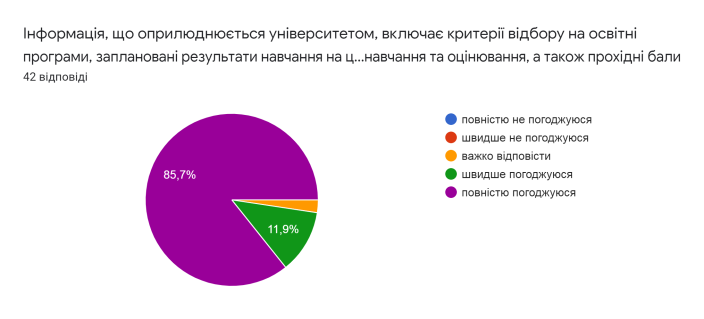 Інформація, що оприлюднюється університетом, включає критерії відбору на освітні
програми, заплановані результати навчання на ц...навчання та оцінювання, а також прохідні бали
42 відповіді
85,7%
11,9%
повністю не погоджуюся
швидше не погоджуюся
важко відповісти
швидше погоджуюся
повністю погоджуюся